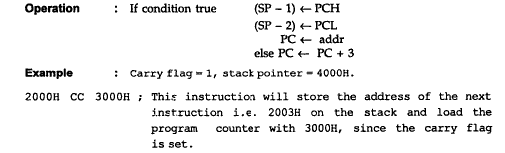 Operation : If condition true (SP – 1) ← PCH
(SP – 2) ← PCL
PC ← addr
else PC ← PC + 3
Example : Carry flag = 1, stack pointer = 4000H.
2000H CC 3000H ; This instruction will store the address of the next
instruction i.e. 2003H on the stack and load the
program counter with 3000H, since the carry flag
is set.